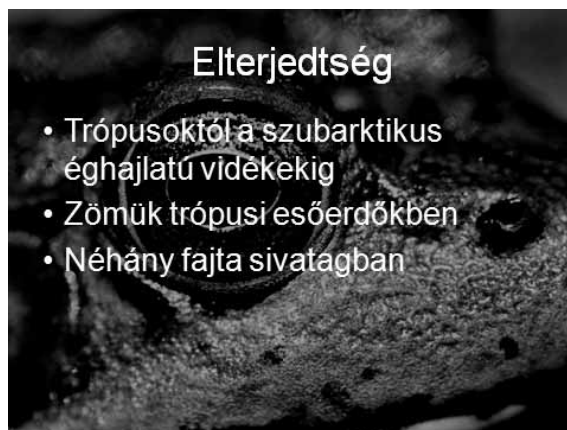 Elterjedtség
• Trópusoktól a szubarktikus
éghajlatú vidékekig
• Zömük trópusi esőerdőkben
• Néhány fajta sivatagban